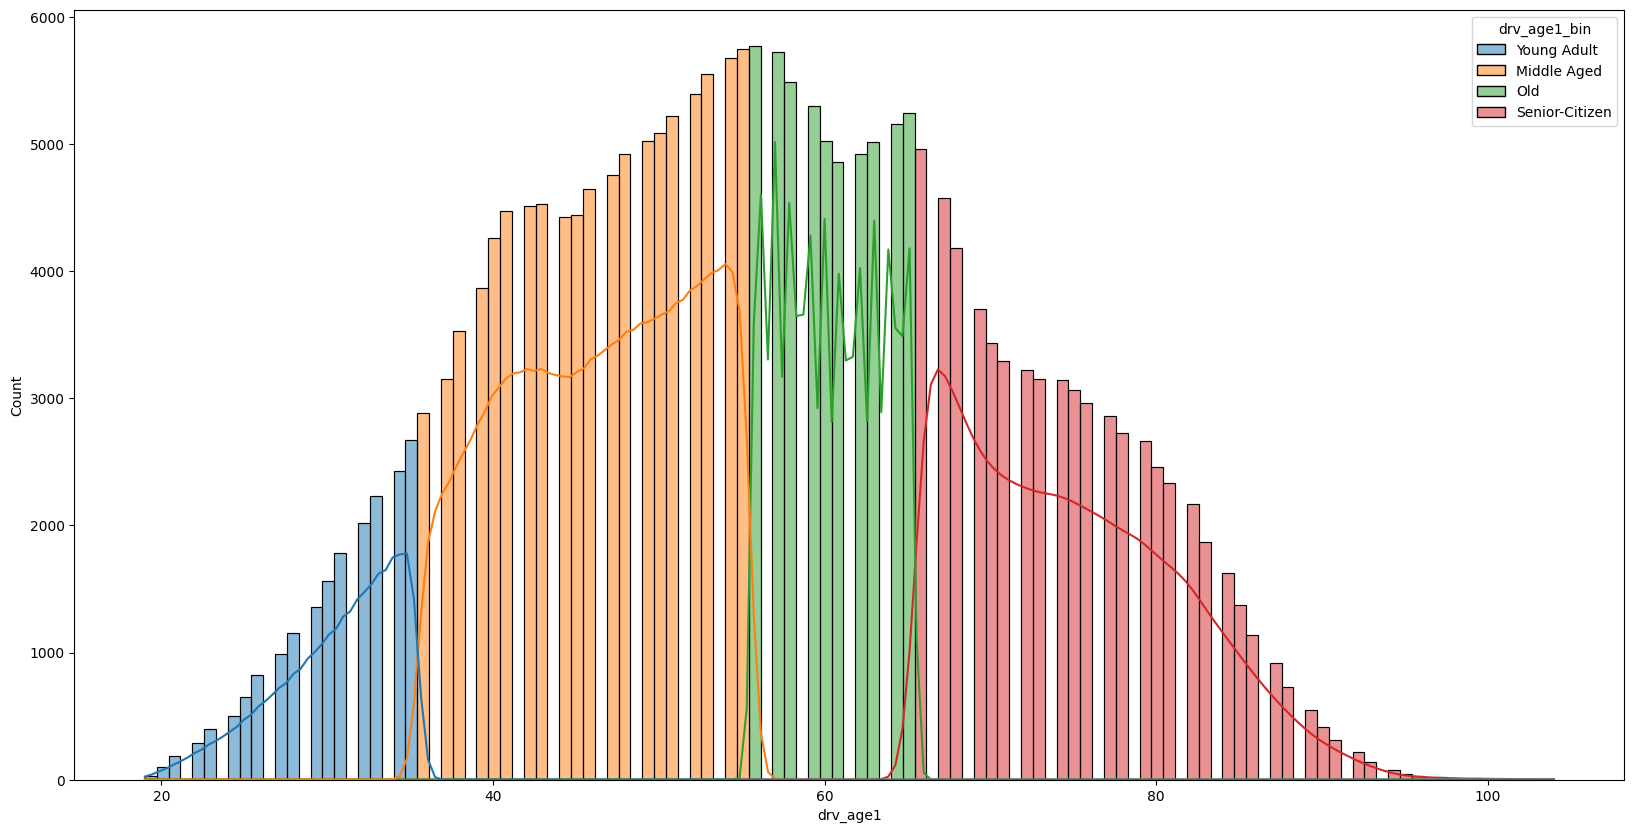 drv_age1_bin
Young Adult
Middle Aged
Old
Senior-Citizen
6000
5000
4000
3000
2000
1000
0
Count
20
40
60
80
100
drv_age1